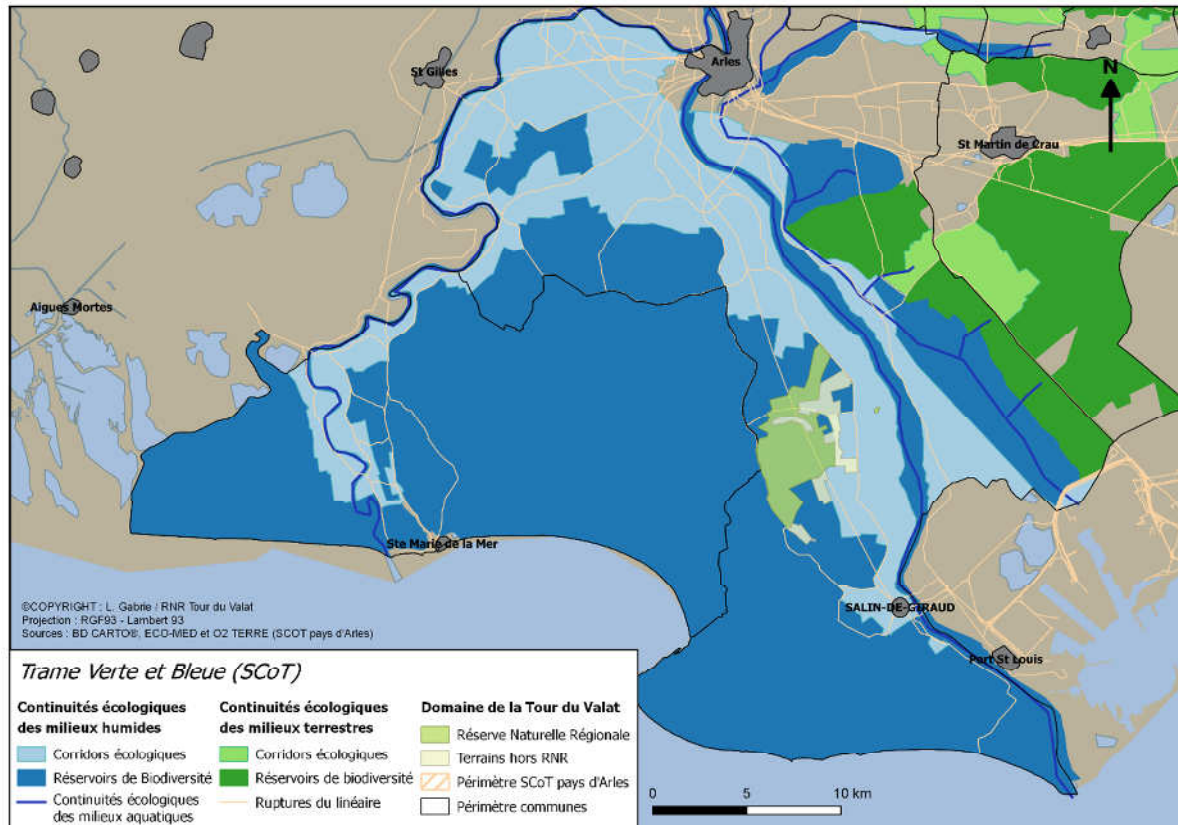 St Gilles
Arles
N
St Martin de Crau
Aigues Mortes
Ste Marie de la Mer
SALIN-DE-GIRAUD
Port St Louis
©COPYRIGHT : L. Gabrie / RNR Tour du Valat
Projection : RGF93 - Lambert 93
Sources : BD CARTO®, ECO-MED et O2 TERRE (SCOT pays d'Arles)
Trame Verte et Bleue (SCoT)
Continuités écologiques
des milieux humides
Corridors écologiques
Réservoirs de Biodiversité
Continuités écologiques
des milieux aquatiques
Continuités écologiques
des milieux terrestres
Corridors écologiques
Réservoirs de biodiversité
Ruptures du linéaire
Domaine de la Tour du Valat
Réserve Naturelle Régionale
Terrains hors RNR
Périmètre SCoT pays d'Arles
Périmètre communes
0 5 10 km